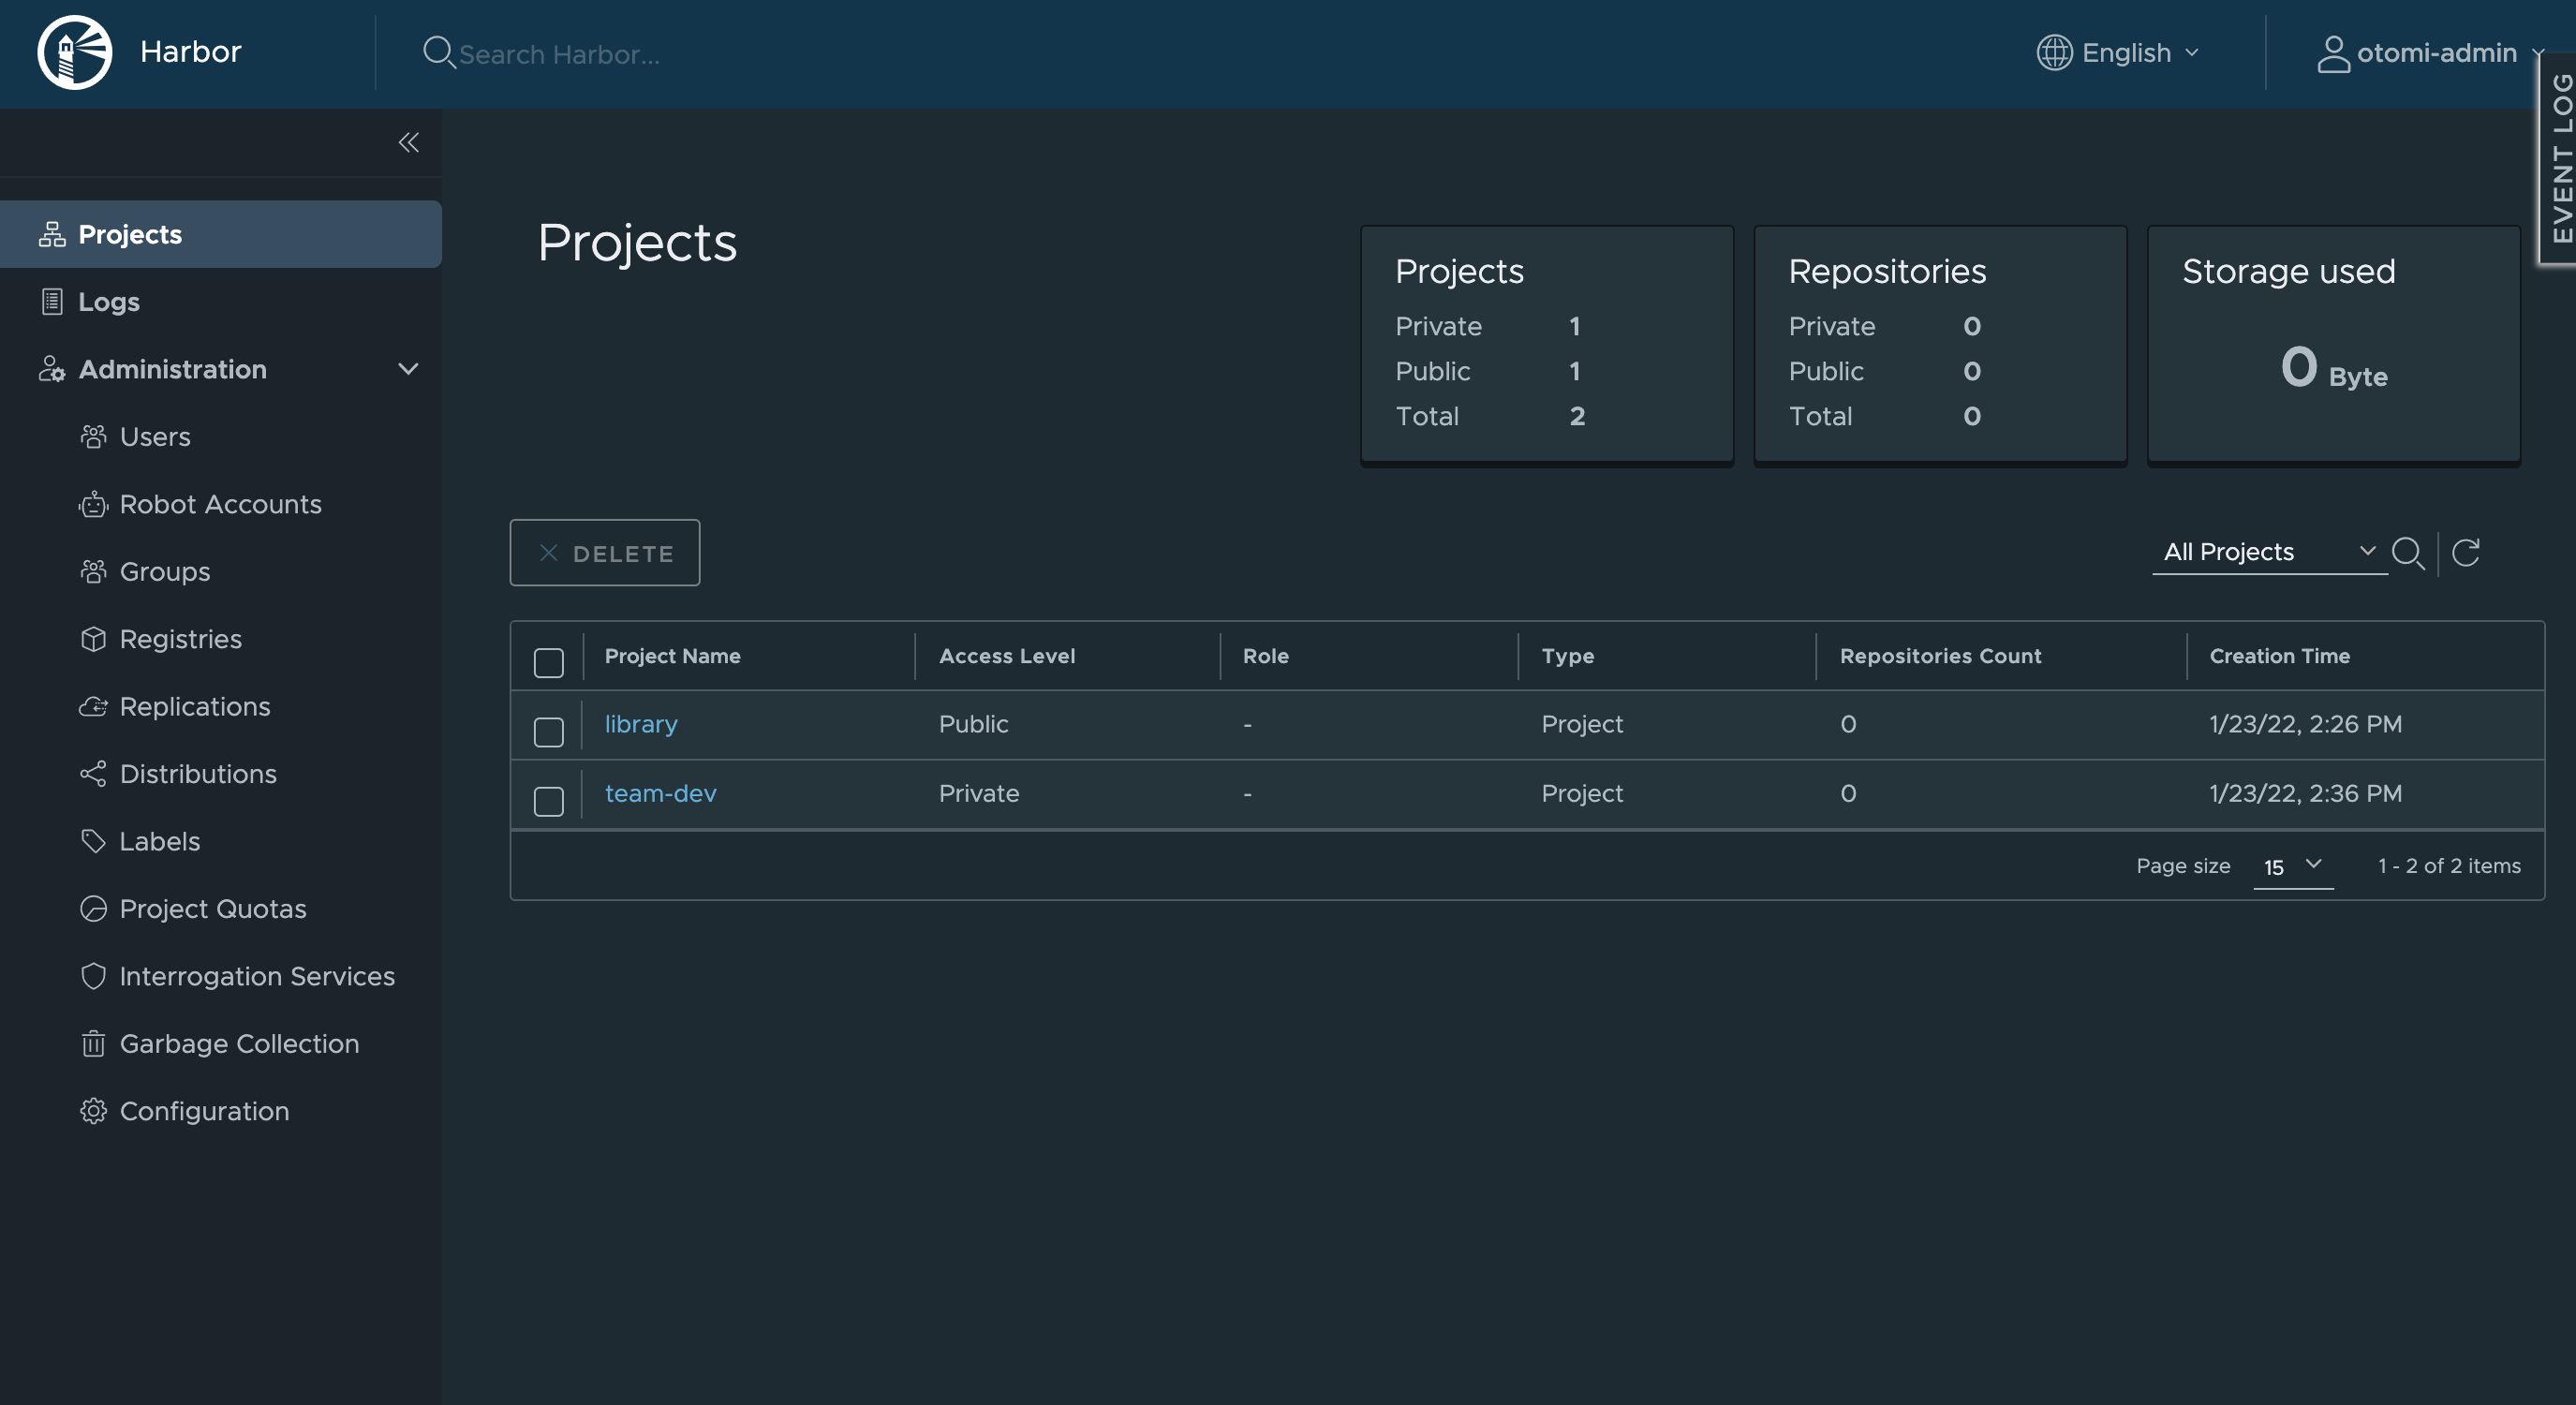 Harbor
Search Harbor...
English
otomi-admin
EVENT LOG
Projects
Logs
Administration
Users
Robot Accounts
Groups
Registries
Replications
Distributions
Labels
Project Quotas
Interrogation Services
Garbage Collection
Configuration
Projects
Projects
Private 1
Public 1
Total 2
Repositories
Private 0
Public 0
Total 0
Storage used
0 Byte
DELETE
All Projects
Project Name Access Level Role Type Repositories Count Creation Time
library Public - Project 0 1/23/22, 2:26 PM
team-dev Private - Project 0 1/23/22, 2:36 PM
Page size 15 1 - 2 of 2 items